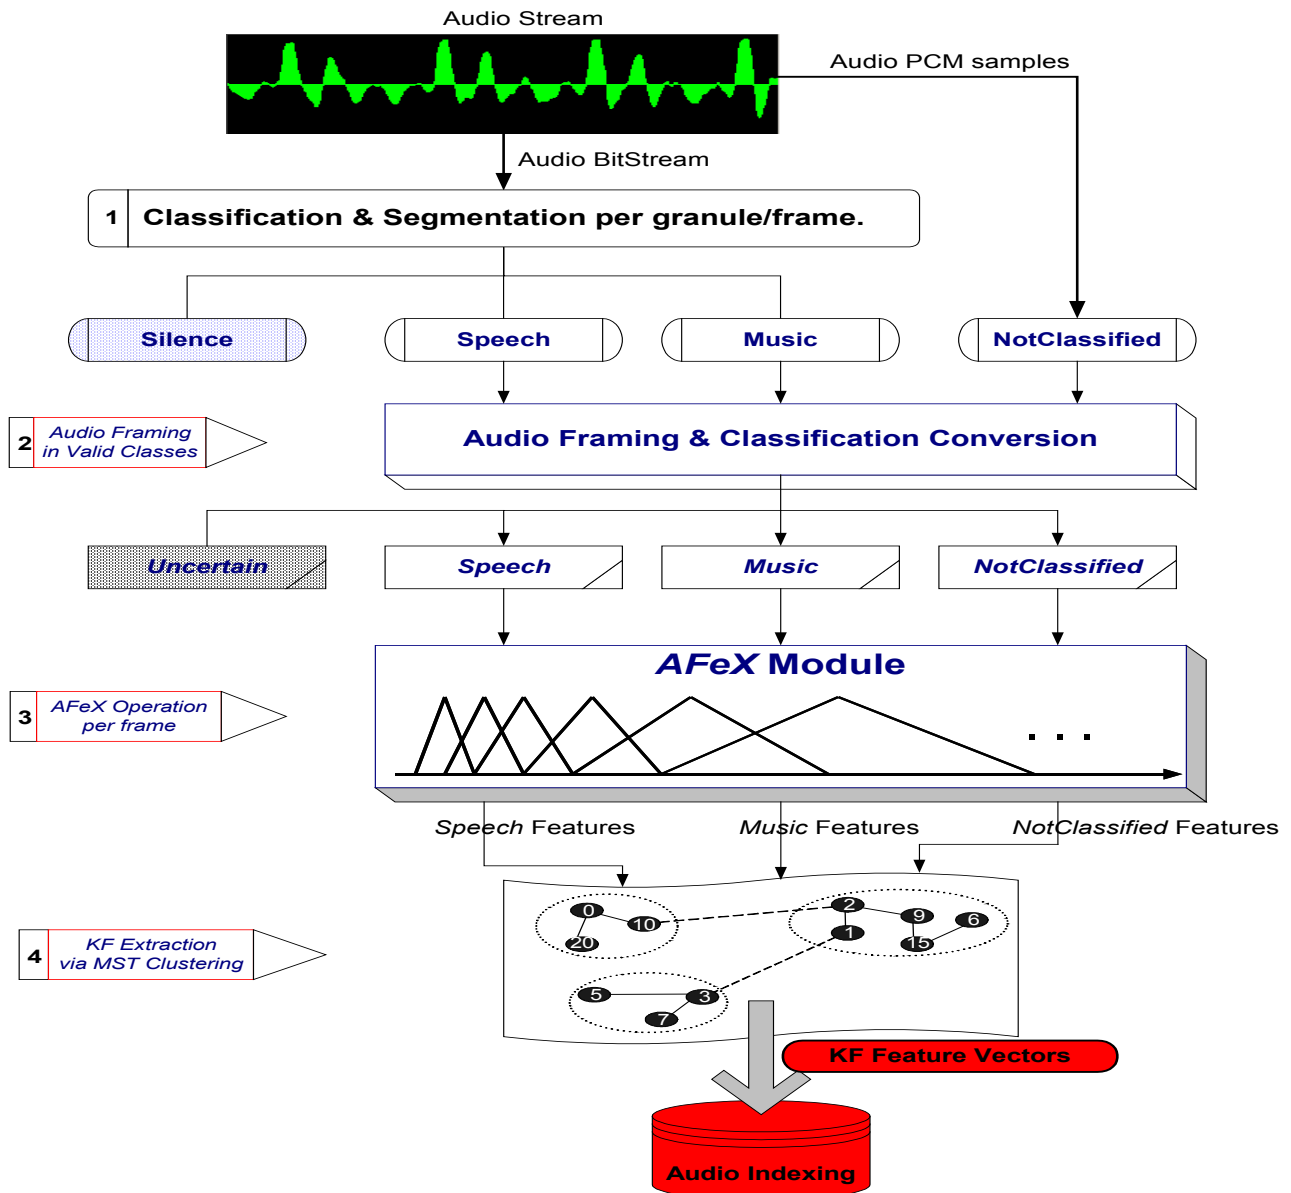 Audio Stream
Audio PCM samples
Audio BitStream
1 Classification & Segmentation per granule/frame.
Silence
Speech
Music
NotClassified
2
Audio Framing
in Valid Classes
Audio Framing & Classification Conversion
Uncertain
Speech
Music
NotClassified
AFeX Module
3
AFeX Operation
per frame
. . .
Speech Features
Music Features
NotClassified Features
0
10
20
2
9
6
1
15
4
KF Extraction
via MST Clustering
5
3
7
KF Feature Vectors
Audio Indexing